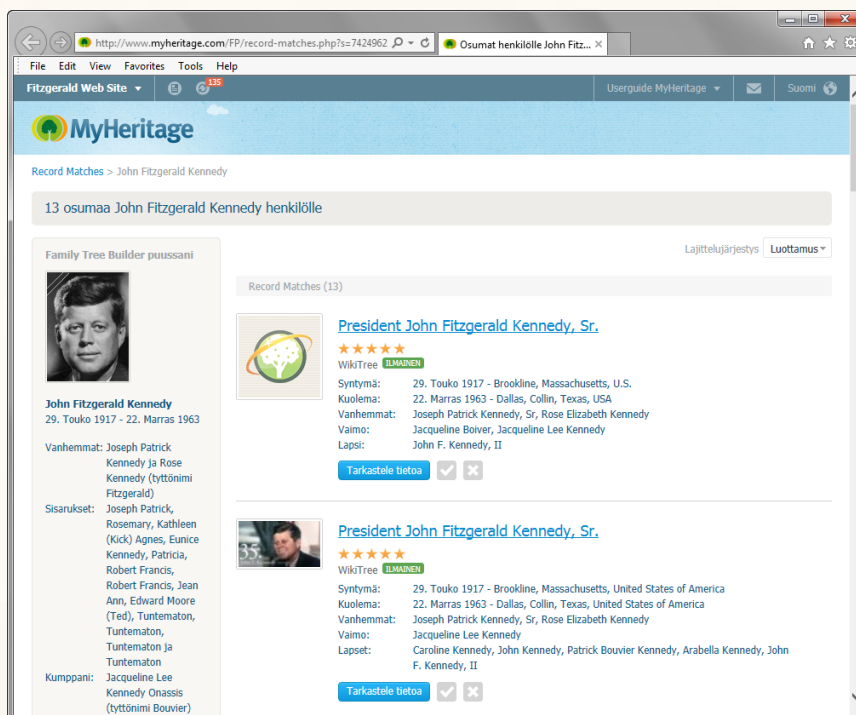 http://www.myheritage.com/FP/record-matches.php?s=7424962
Osumat henkilölle John Fitz...
File Edit View Favorites Tools Help
Fitzgerald Web Site
135
Userguide MyHeritage
Suomi
MyHeritage
Record Matches > John Fitzgerald Kennedy
13 osumaa John Fitzgerald Kennedy henkilölle
Lajittelujärjestys Luottamus
Family Tree Builder puussani
John Fitzgerald Kennedy
29. Touko 1917 - 22. Marras 1963
Vanhemmat: Joseph Patrick
Kennedy ja Rose
Kennedy (tyttönimi
Fitzgerald)
Sisarukset: Joseph Patrick,
Rosemary, Kathleen
(Kick) Agnes, Eunice
Kennedy, Patricia,
Robert Francis,
Robert Francis, Jean
Ann, Edward Moore
(Ted), Tuntematon,
Tuntematon,
Tuntematon ja
Tuntematon
Kumppani: Jacqueline Lee
Kennedy Onassis
(tyttönimi Bouvier)
Record Matches (13)
President John Fitzgerald Kennedy, Sr.
WikiTree ILMAINEN
Syntymä: 29. Touko 1917 - Brookline, Massachusetts, U.S.
Kuolema: 22. Marras 1963 - Dallas, Collin, Texas, USA
Vanhemmat: Joseph Patrick Kennedy, Sr, Rose Elizabeth Kennedy
Vaimo: Jacqueline Boiver, Jacqueline Lee Kennedy
Lapsi: John F. Kennedy, II
Tarkastele tietoa
35
President John Fitzgerald Kennedy, Sr.
WikiTree ILMAINEN
Syntymä: 29. Touko 1917 - Brookline, Massachusetts, United States of America
Kuolema: 22. Marras 1963 - Dallas, Collin, Texas, United States of America
Vanhemmat: Joseph Patrick Kennedy, Sr, Rose Elizabeth Kennedy
Vaimo: Jacqueline Lee Kennedy
Lapset: Caroline Kennedy, John Kennedy, Patrick Bouvier Kennedy, Arabella Kennedy, John
F. Kennedy, II
Tarkastele tietoa